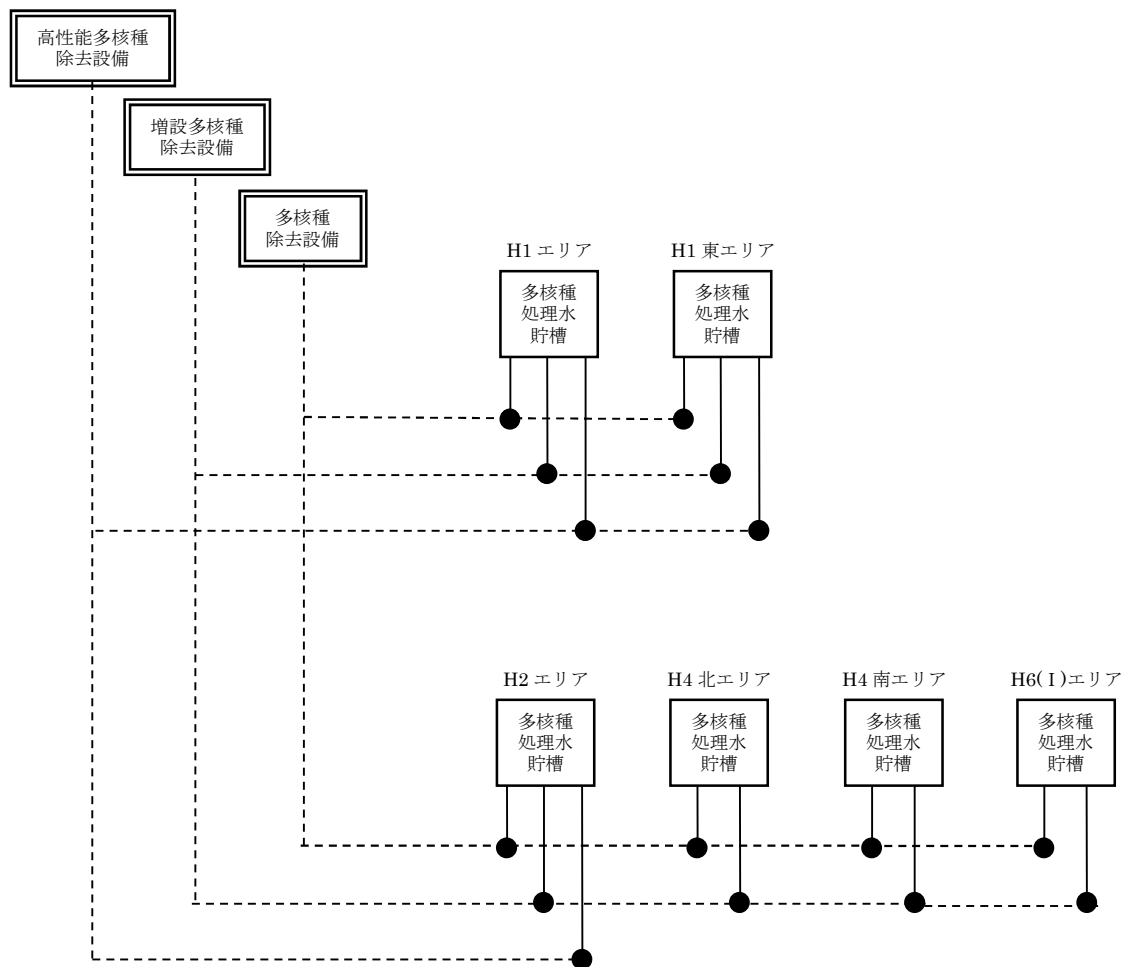 高性能多核種
除去設備
増設多核種
除去設備
多核種
除去設備
H1 エリア
多核種
処理水
貯槽
H1 東エリア
多核種
処理水
貯槽
H2 エリア
多核種
処理水
貯槽
H4 北エリア
多核種
処理水
貯槽
H4 南エリア
多核種
処理水
貯槽
H6(Ⅰ)エリア
多核種
処理水
貯槽